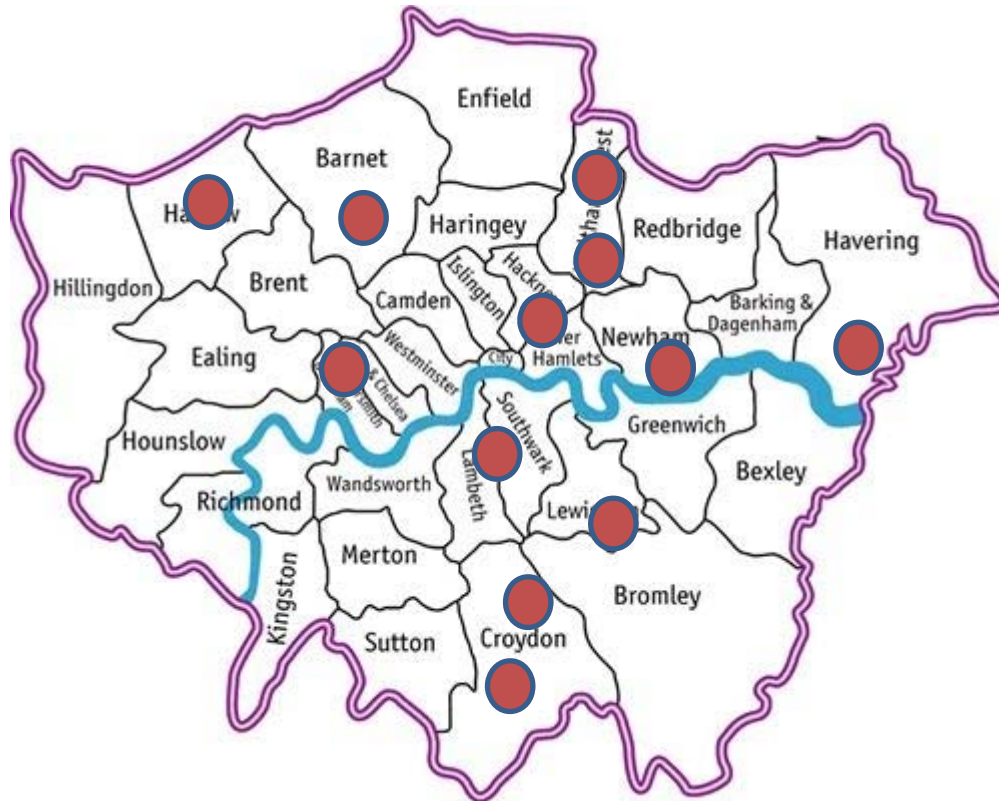 Enfield
Barnet
Haringey
Redbridge
Havering
Hillingdon
Brent
Camden
Islington
Barking &
Dagenham
Newham
Hamlets
Ealing
Westminster
City
& Chelsea
Hounslow
Southwark
Greenwich
Richmond
Wandsworth
Lambeth
Bexley
Merton
Kingston
Sutton
Croydon
Bromley